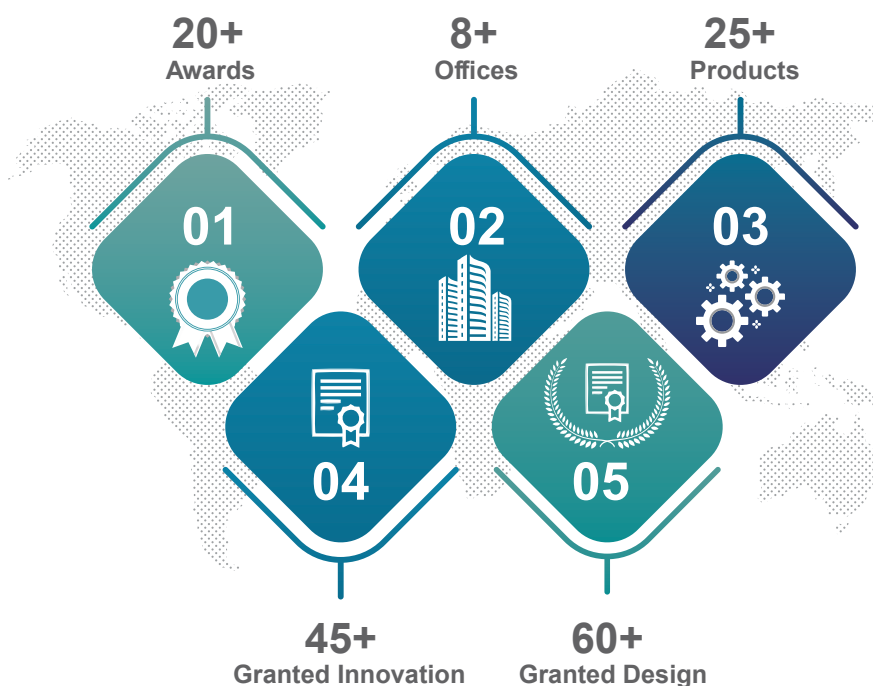 20+
Awards
8+
Offices
25+
Products
01
02
03
04
05
45+
Granted Innovation
60+
Granted Design